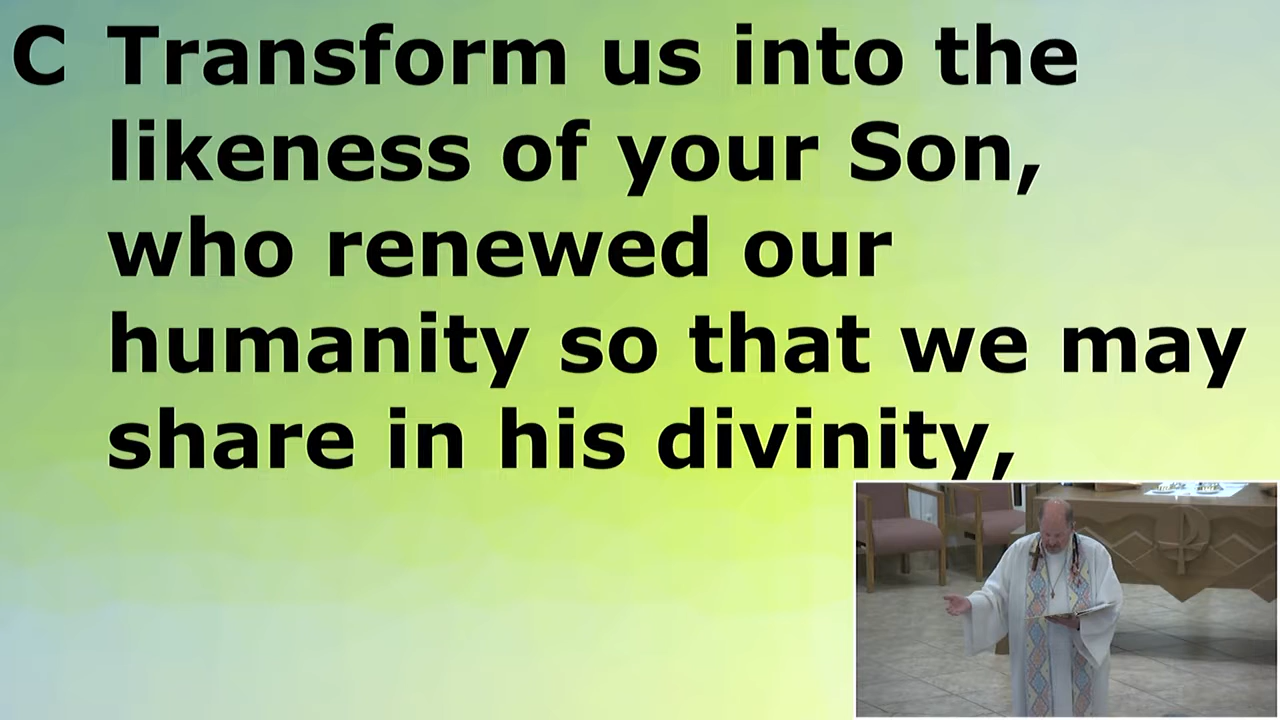 C Transform us into the
likeness of your Son,
who renewed our
humanity so that we may
share in his divinity,